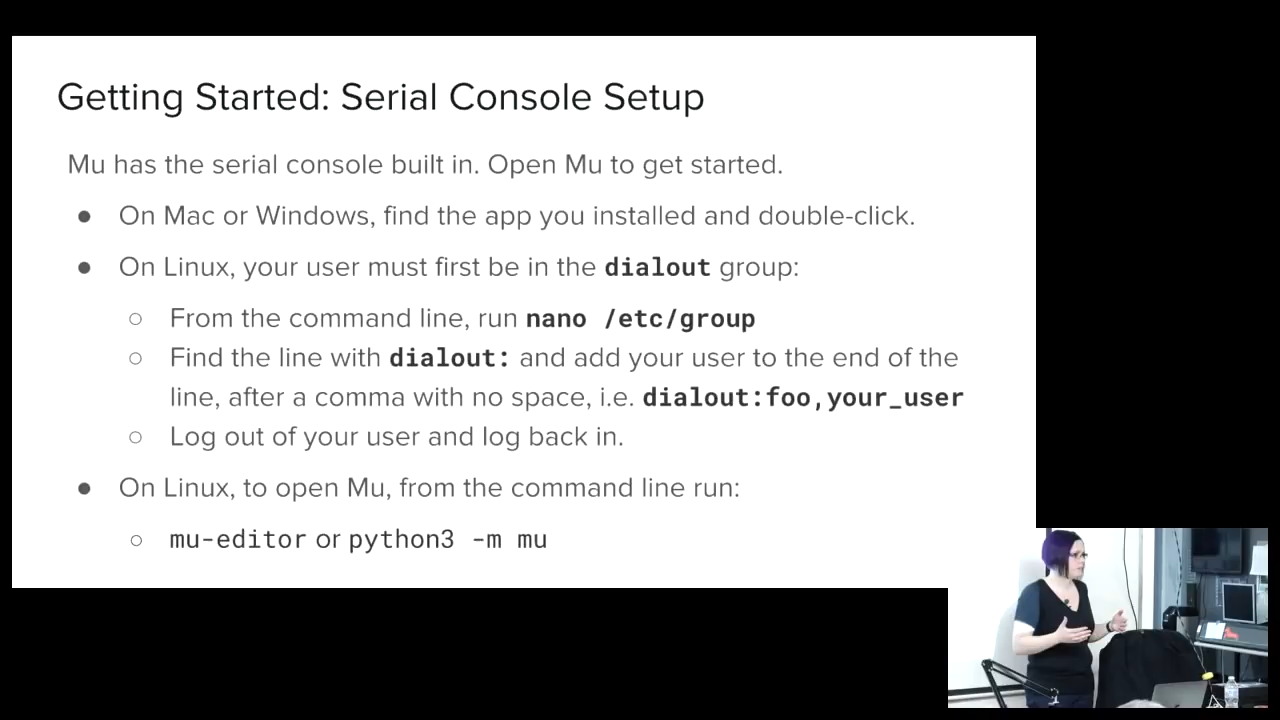 Getting Started: Serial Console Setup
Mu has the serial console built in. Open Mu to get started.
● On Mac or Windows, find the app you installed and double-click.
● On Linux, your user must first be in the dialout group:
○ From the command line, run nano /etc/group
○ Find the line with dialout: and add your user to the end of the
line, after a comma with no space, i.e. dialout:foo,your_user
○ Log out of your user and log back in.
● On Linux, to open Mu, from the command line run:
○ mu-editor or python3 -m mu